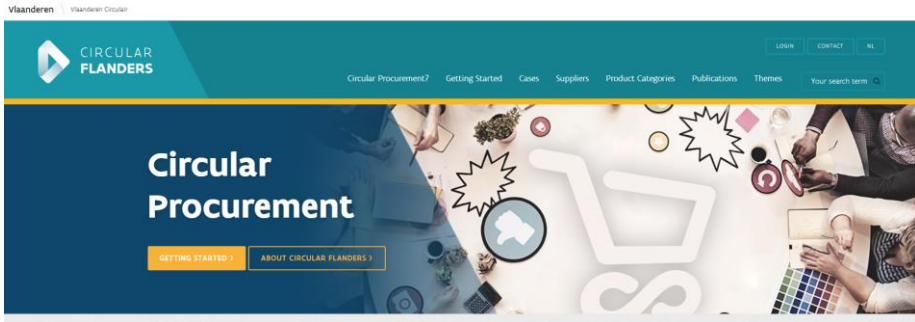 Vlaanderen Vlaanderen Circulair
LOGIN CONTACT NL
CIRCULAR
FLANDERS
Circular Procurement? Getting Started Cases Suppliers Product Categories Publications Themes Your search term
Circular
Procurement
GETTING STARTED > ABOUT CIRCULAR FLANDERS >